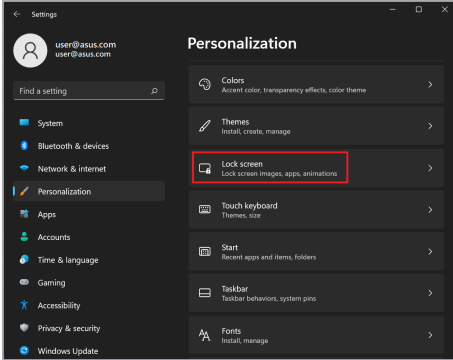 Settings
user@asus.com
user@asus.com
Find a setting
System
Bluetooth & devices
Network & internet
Personalization
Apps
Accounts
Time & language
Gaming
Accessibility
Privacy & security
Windows Update
Personalization
Colors
Accent color, transparency effects, color theme
Themes
Install, create, manage
Lock screen
Lock screen images, apps, animations
Touch keyboard
Themes, size
Start
Recent apps and items, folders
Taskbar
Taskbar behaviors, system pins
Fonts
Install, manage